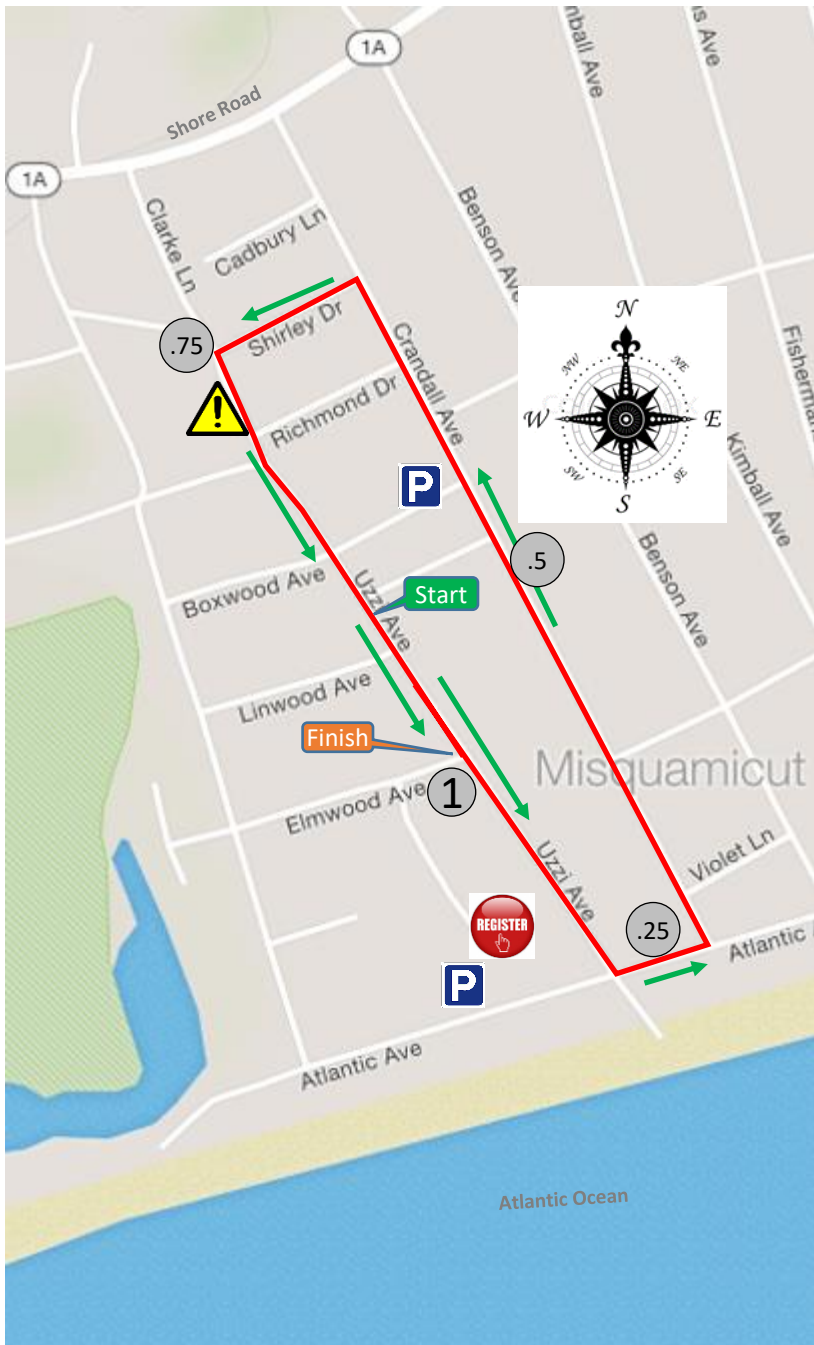 1A
Shore Road
1A
mball Ave
s Ave
Clarke Ln
Cadbury Ln
Benson Ave
N
NW
NE
W
E
SW
SE
S
.75
Shirley Dr
Crandall Ave
Richmond Dr
Fisherman
Kimball Ave
P
.5
Benson Ave
Boxwood Ave
Uzzi Ave
Start
Linwood Ave
Finish
Misquamicut
Elmwood Ave
1
Uzzi Ave
Violet Ln
REGISTER
.25
Atlantic
P
Atlantic Ave
Atlantic Ocean